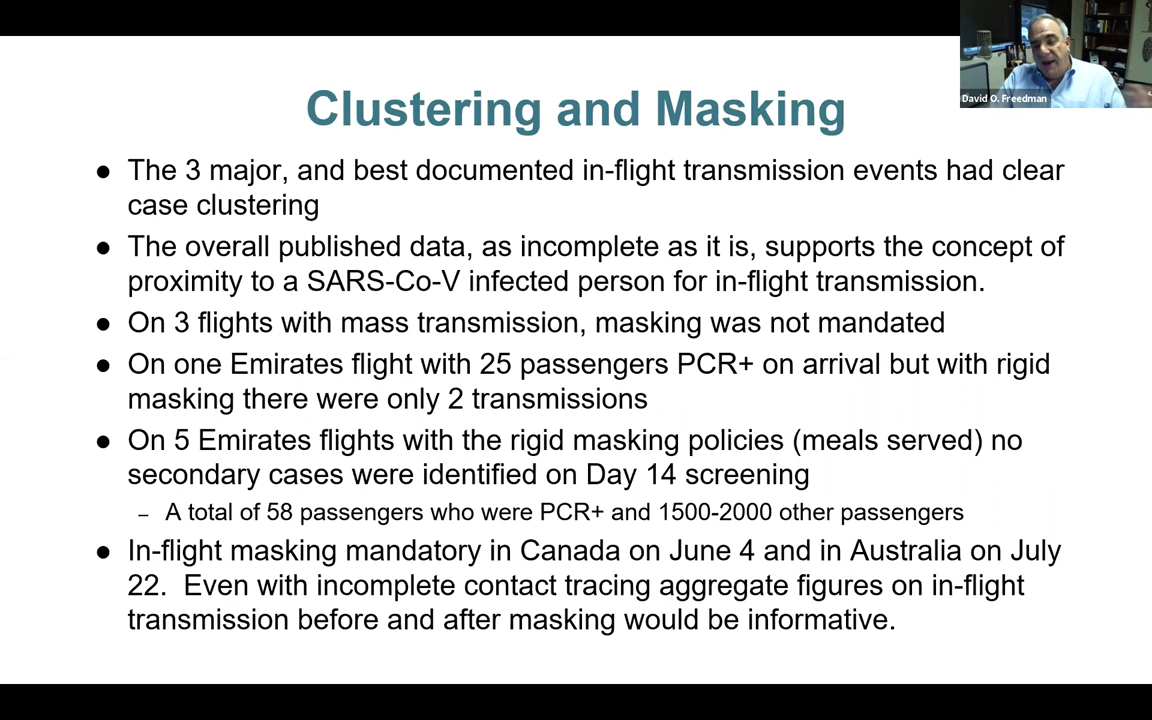 David O. Freedman
Clustering and Masking
● The 3 major, and best documented in-flight transmission events had clear
case clustering
● The overall published data, as incomplete as it is, supports the concept of
proximity to a SARS-Co-V infected person for in-flight transmission.
● On 3 flights with mass transmission, masking was not mandated
● On one Emirates flight with 25 passengers PCR+ on arrival but with rigid
masking there were only 2 transmissions
● On 5 Emirates flights with the rigid masking policies (meals served) no
secondary cases were identified on Day 14 screening
– A total of 58 passengers who were PCR+ and 1500-2000 other passengers
● In-flight masking mandatory in Canada on June 4 and in Australia on July
22.  Even with incomplete contact tracing aggregate figures on in-flight
transmission before and after masking would be informative.